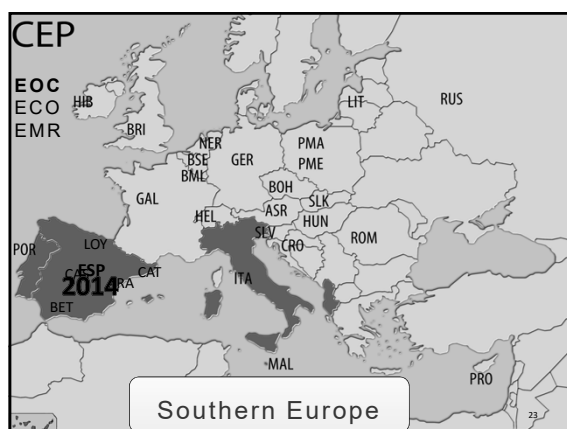 CEP
EOC
ECO
EMR
HIB
BRI
LIT
RUS
NER
BSE
BML
GER
PMA
PME
GAL
BOH
SLK
HEL
ASR
HUN
SLV
CRO
ROM
POR
LOY
ESP
CAT
2014
BET
ITA
MAL
PRO
Southern Europe
23